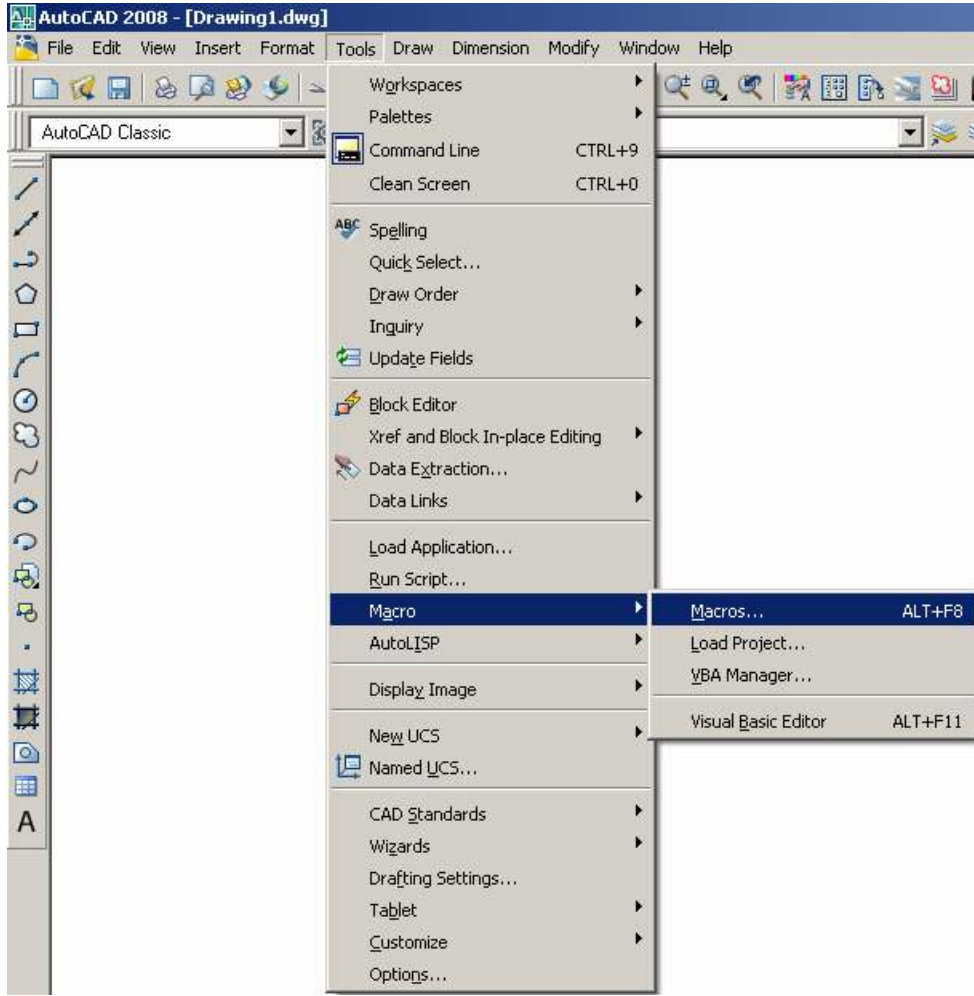 AutoCAD 2008 - [Drawing1.dwg]
File Edit View Insert Format Tools Draw Dimension Modify Window Help
AutoCAD Classic
Workspaces
Palettes
Command Line CTRL+9
Clean Screen CTRL+0
ABC Spelling
Quick Select...
Draw Order
Inquiry
Update Fields
Block Editor
Xref and Block In-place Editing
Data Extraction...
Data Links
Load Application...
Run Script...
Macro
Macros... ALT+F8
AutoLISP
Load Project...
VBA Manager...
Display Image
Visual Basic Editor ALT+F11
New UCS
Named UCS...
CAD Standards
Wizards
Drafting Settings...
Tablet
Customize
Options...
A